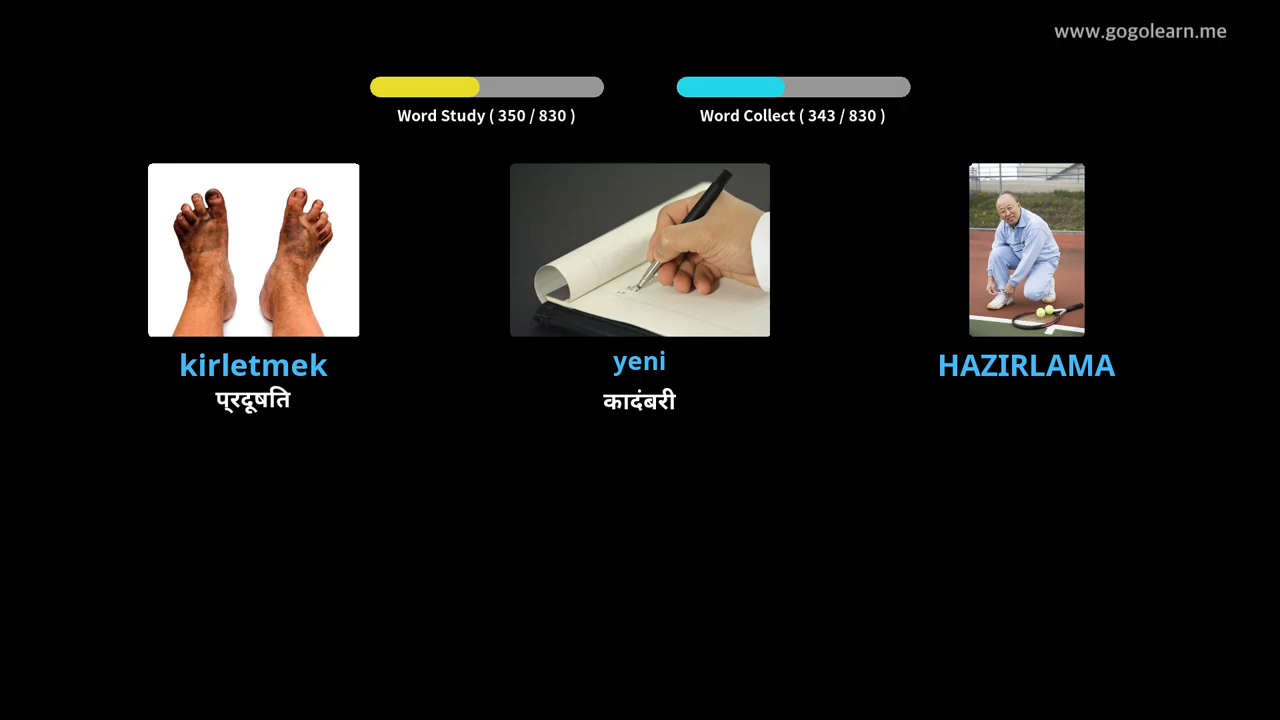 www.gogolearn.me
Word Study ( 350 / 830 )
Word Collect ( 343 / 830 )
kirletmek
प्रदूषति
yeni
कादंबरी
HAZIRLAMA